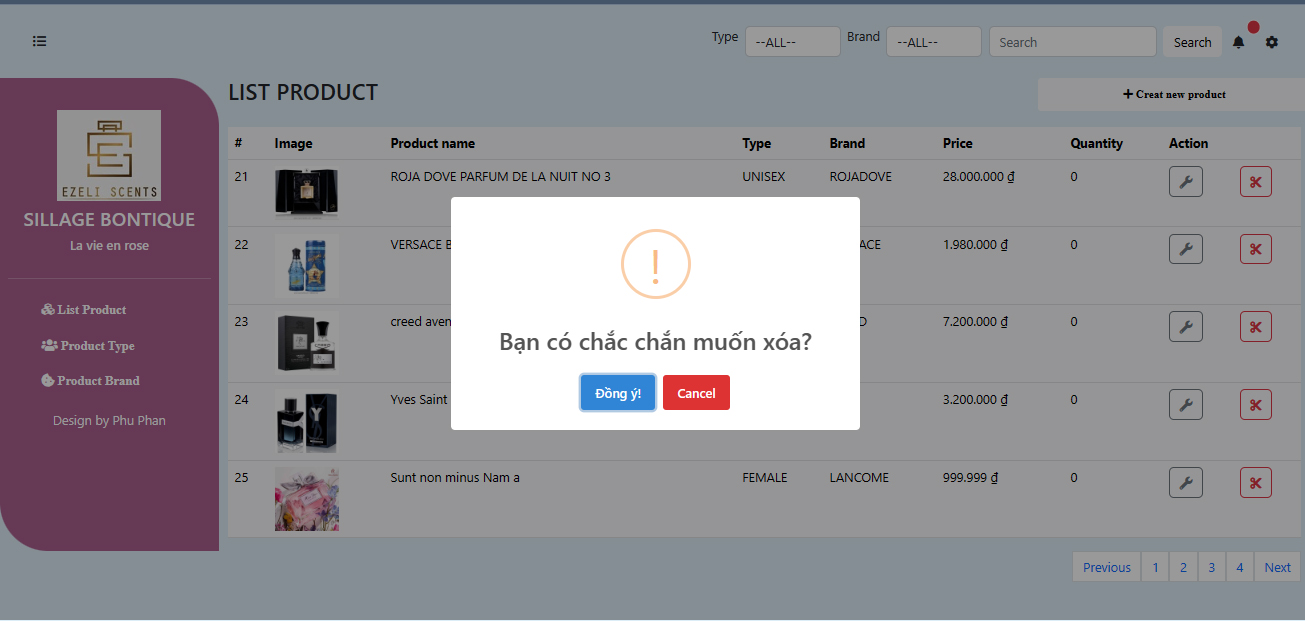 Type --ALL-- Brand --ALL-- Search Search
LIST PRODUCT
+ Creat new product
EZELI SCENTS
SILLAGE BONTIQUE
La vie en rose
List Product
Product Type
Product Brand
Design by Phu Phan
# Image Product name Type Brand Price Quantity Action
21 ROJA DOVE PARFUM DE LA NUIT NO 3 UNISEX ROJADOVE 28.000.000 ₫ 0
22 VERSACE B ACE 1.980.000 ₫ 0
23 creed aven D 7.200.000 ₫ 0
24 Yves Saint 3.200.000 ₫ 0
25 Sunt non minus Nam a FEMALE LANCOME 999.999 ₫ 0
Bạn có chắc chắn muốn xóa?
Đồng ý! Cancel
Previous 1 2 3 4 Next